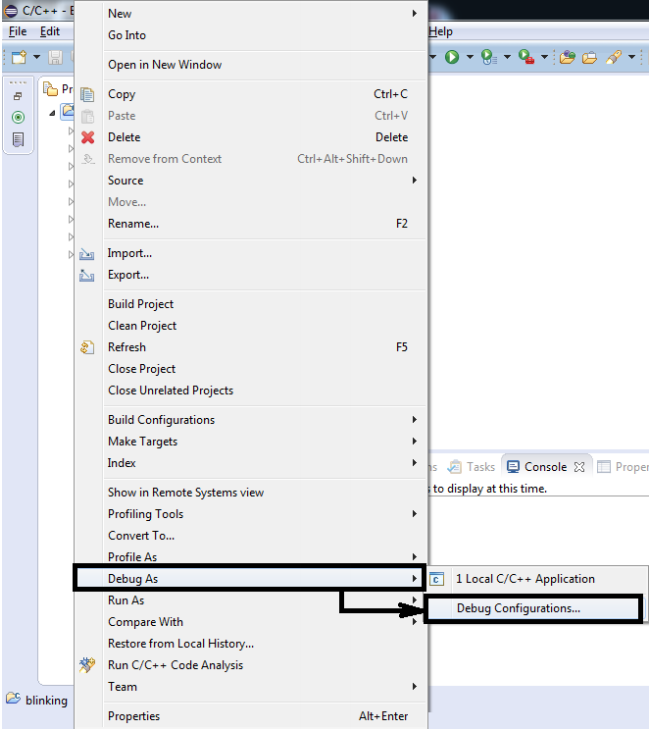 C/C++ - E
File Edit Help
Pr
New
Go Into
Open in New Window
Copy Ctrl+C
Paste Ctrl+V
Delete Delete
Remove from Context Ctrl+Alt+Shift+Down
Source
Move...
Rename... F2
Import...
Export...
Build Project
Clean Project
Refresh F5
Close Project
Close Unrelated Projects
Build Configurations
Make Targets
Index
Show in Remote Systems view
Profiling Tools
Convert To...
Profile As
Debug As
Run As
Compare With
Restore from Local History...
Run C/C++ Code Analysis
Team
Properties Alt+Enter
ns Tasks Console Proper
s to display at this time.
1 Local C/C++ Application
Debug Configurations...
blinking